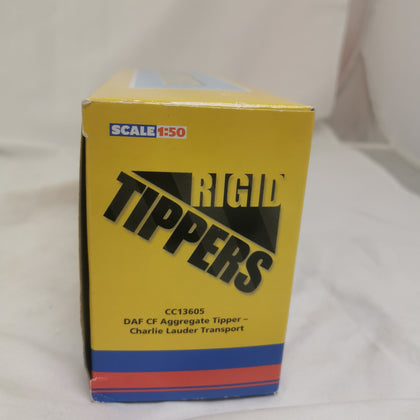 SCALE 1:50
RIGID
TIPPERS
CC13605
DAF CF Aggregate Tipper –
Charlie Lauder Transport